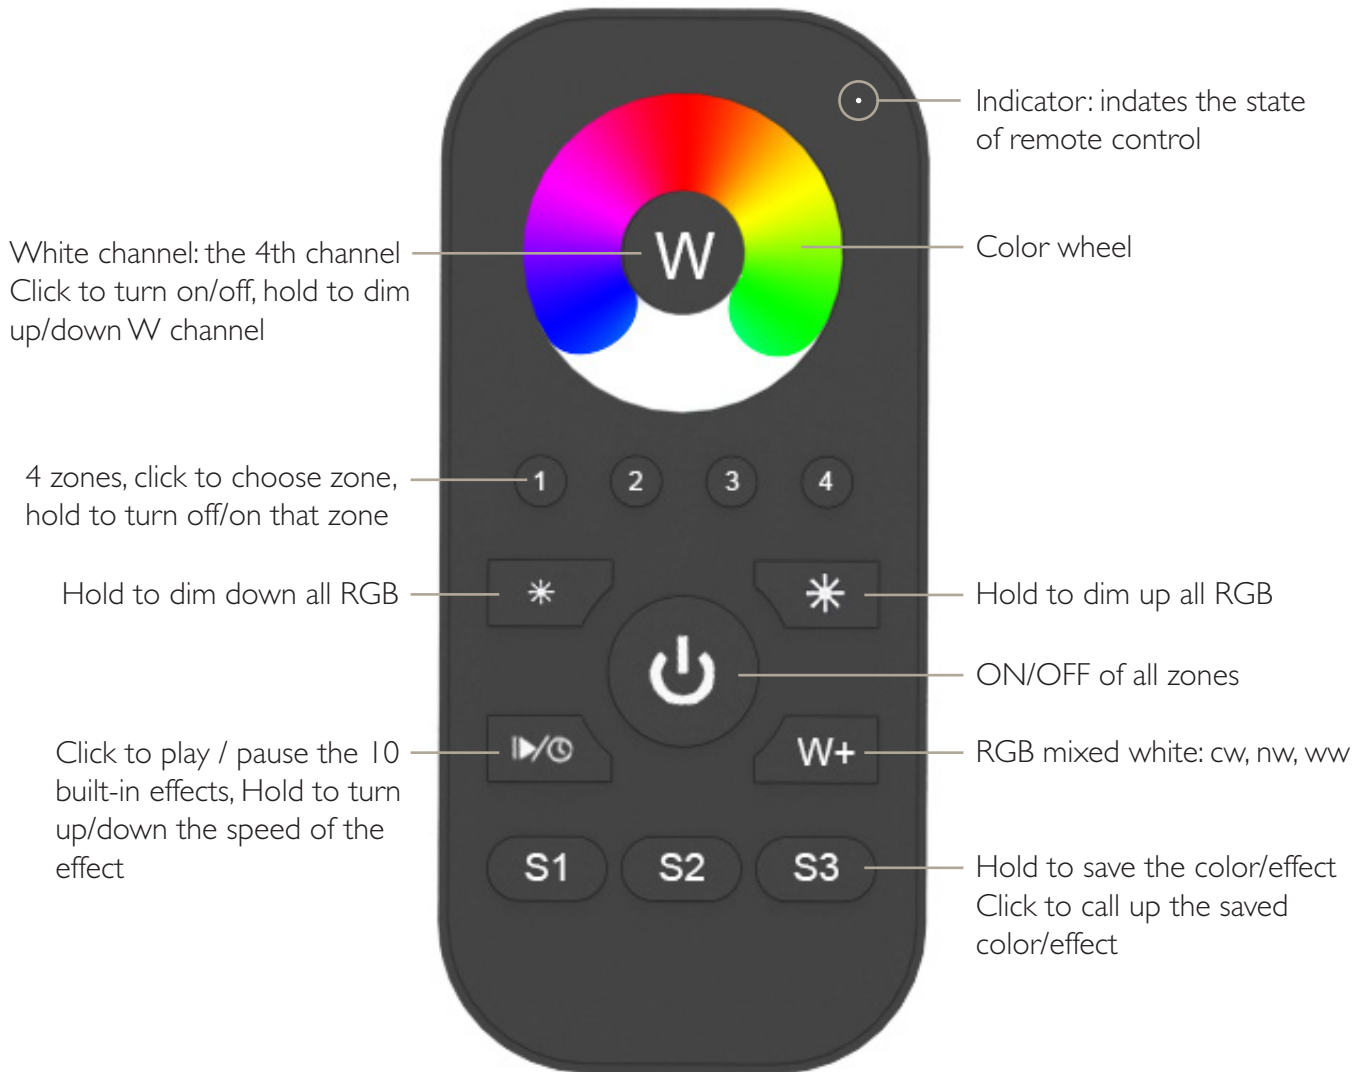 Indicator: indates the state
of remote control
Color wheel
White channel: the 4th channel
Click to turn on/off, hold to dim
up/down W channel
W
4 zones, click to choose zone,
hold to turn off/on that zone
1 2 3 4
Hold to dim down all RGB
Hold to dim up all RGB
ON/OFF of all zones
Click to play / pause the 10
built-in effects, Hold to turn
up/down the speed of the
effect
W+
RGB mixed white: cw, nw, ww
S1 S2 S3
Hold to save the color/effect
Click to call up the saved
color/effect